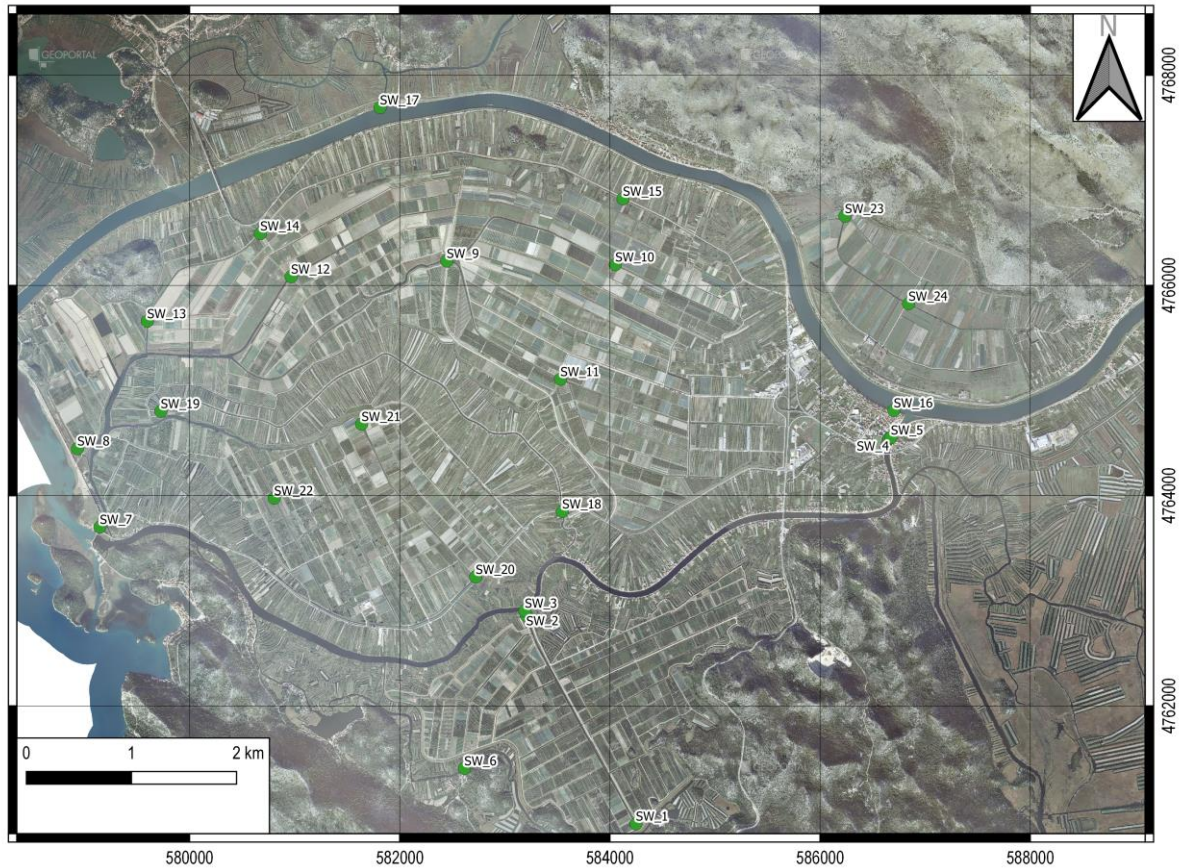 N
GEOPORTAL
SW_17
4768000
SW_15
SW_23
SW_14
SW_9
SW_10
SW_12
4766000
SW_24
SW_13
SW_11
SW_19
SW_16
SW_21
SW_5
SW_4
SW_8
SW_22
4764000
SW_18
SW_7
SW_20
SW_3
SW_2
4762000
0 1 2 km
SW_6
SW_1
580000 582000 584000 586000 588000